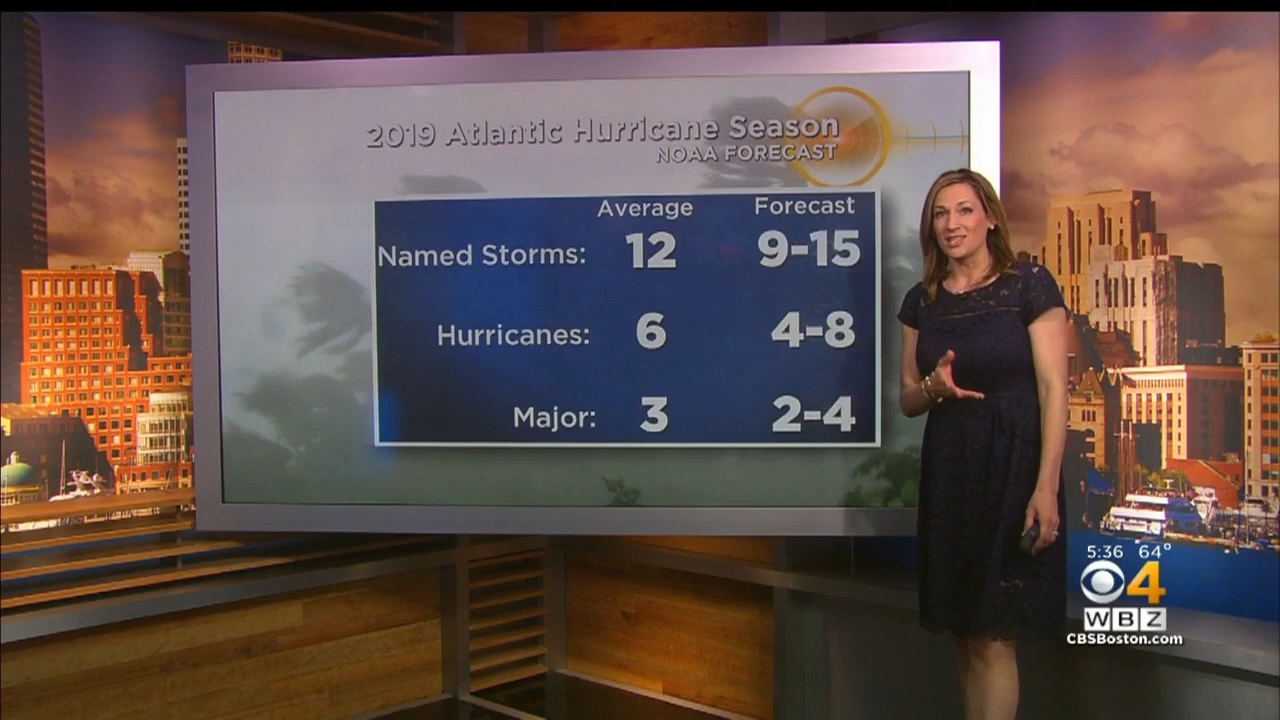 2019 Atlantic Hurricane Season
NOAA FORECAST
Average Forecast
Named Storms: 12 9-15
Hurricanes: 6 4-8
Major: 3 2-4
5:36 64°
4
WBZ
CBSBoston.com